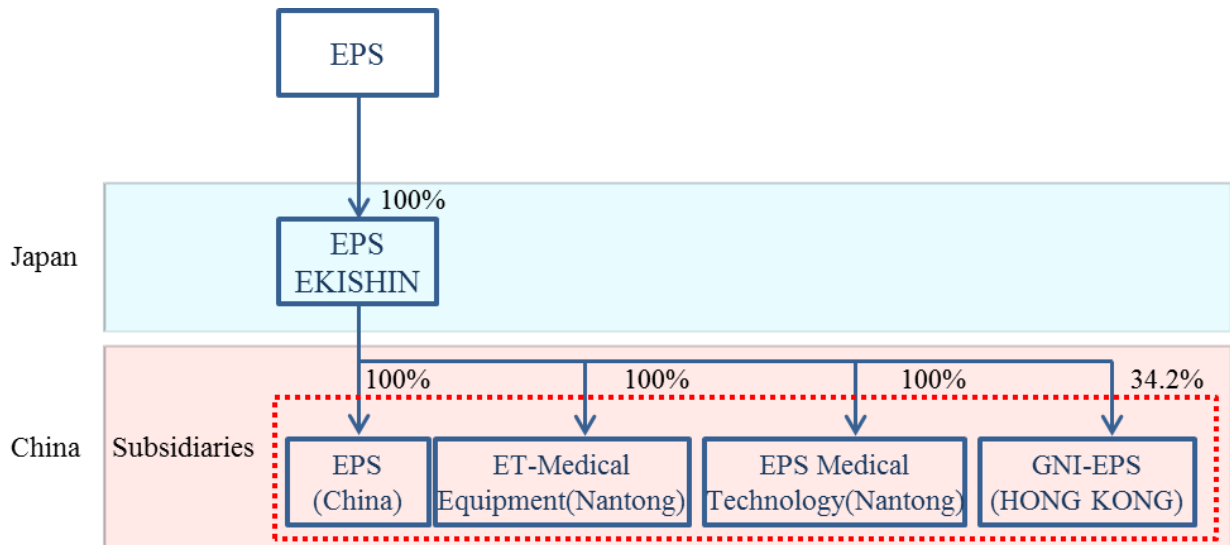 EPS
100%
Japan
EPS
EKISHIN
100%
100%
100%
34.2%
China
Subsidiaries
EPS
(China)
ET-Medical
Equipment(Nantong)
EPS Medical
Technology(Nantong)
GNI-EPS
(HONG KONG)